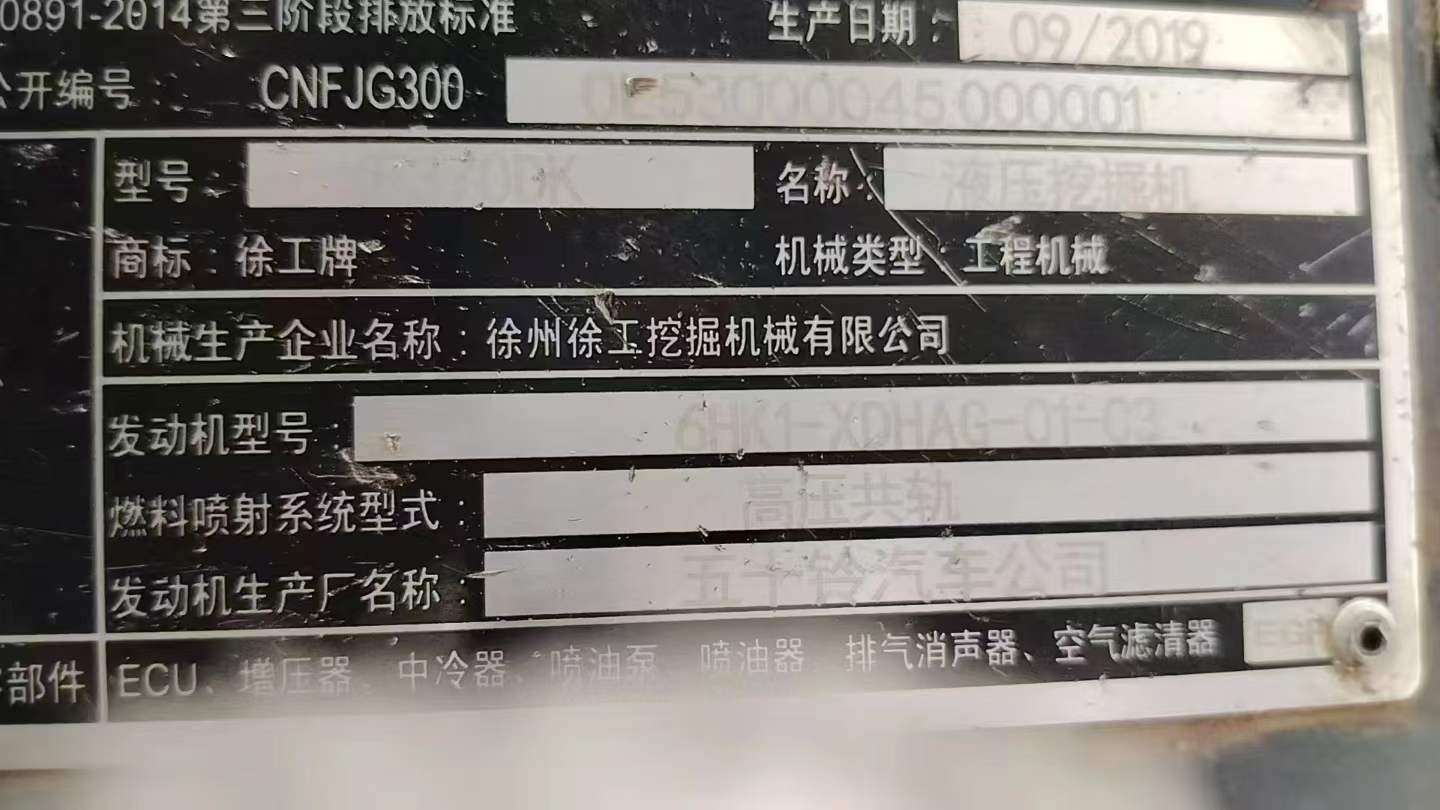 0891-2014第三阶段排放标准 生产日期: 09/2019
公开编号: CNFJG300 000045000001
型号: 名称: 液压挖掘机
商标: 徐工牌 机械类型: 工程机械
机械生产企业名称: 徐州徐工挖掘机械有限公司
发动机型号: 6HK1-XDHAG-01-C3
燃料喷射系统型式: 高压共轨
发动机生产厂名称: 五十铃汽车公司
部件 ECU、增压器、中冷器、喷油泵、喷油器、排气消声器、空气滤清器